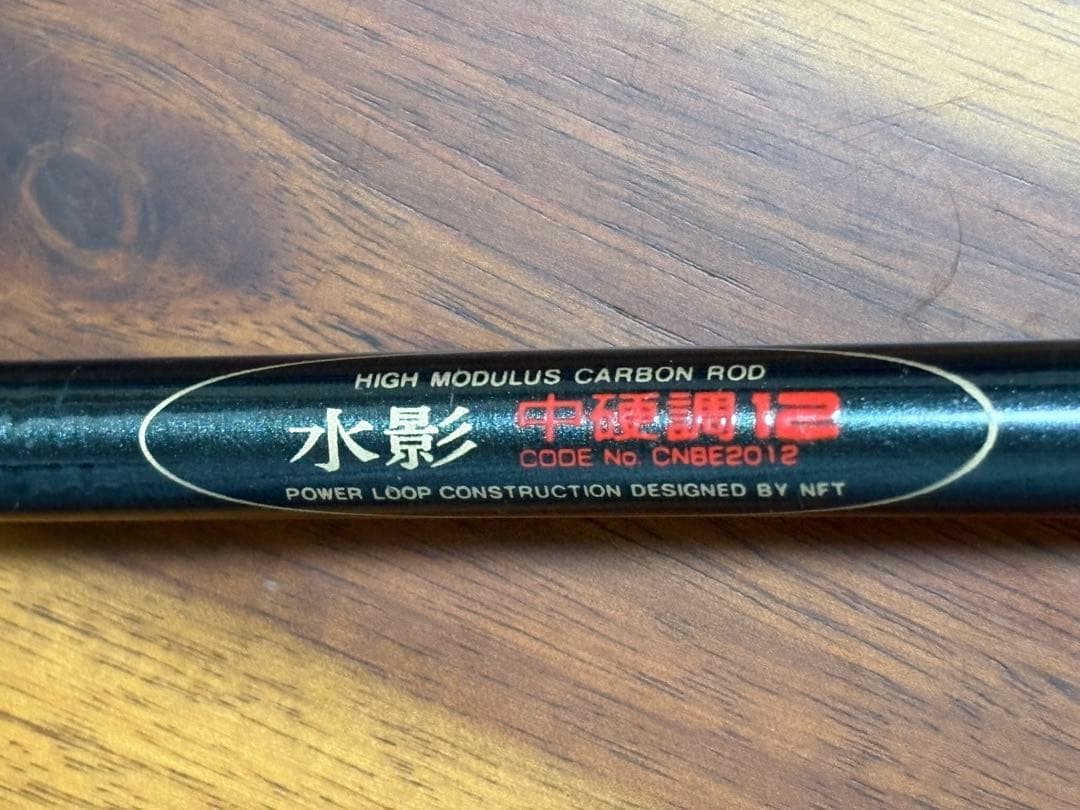 HIGH MODULUS CARBON ROD
水影 中硬調12
CODE No. CNBE2012
POWER LOOP CONSTRUCTION DESIGNED BY NFT